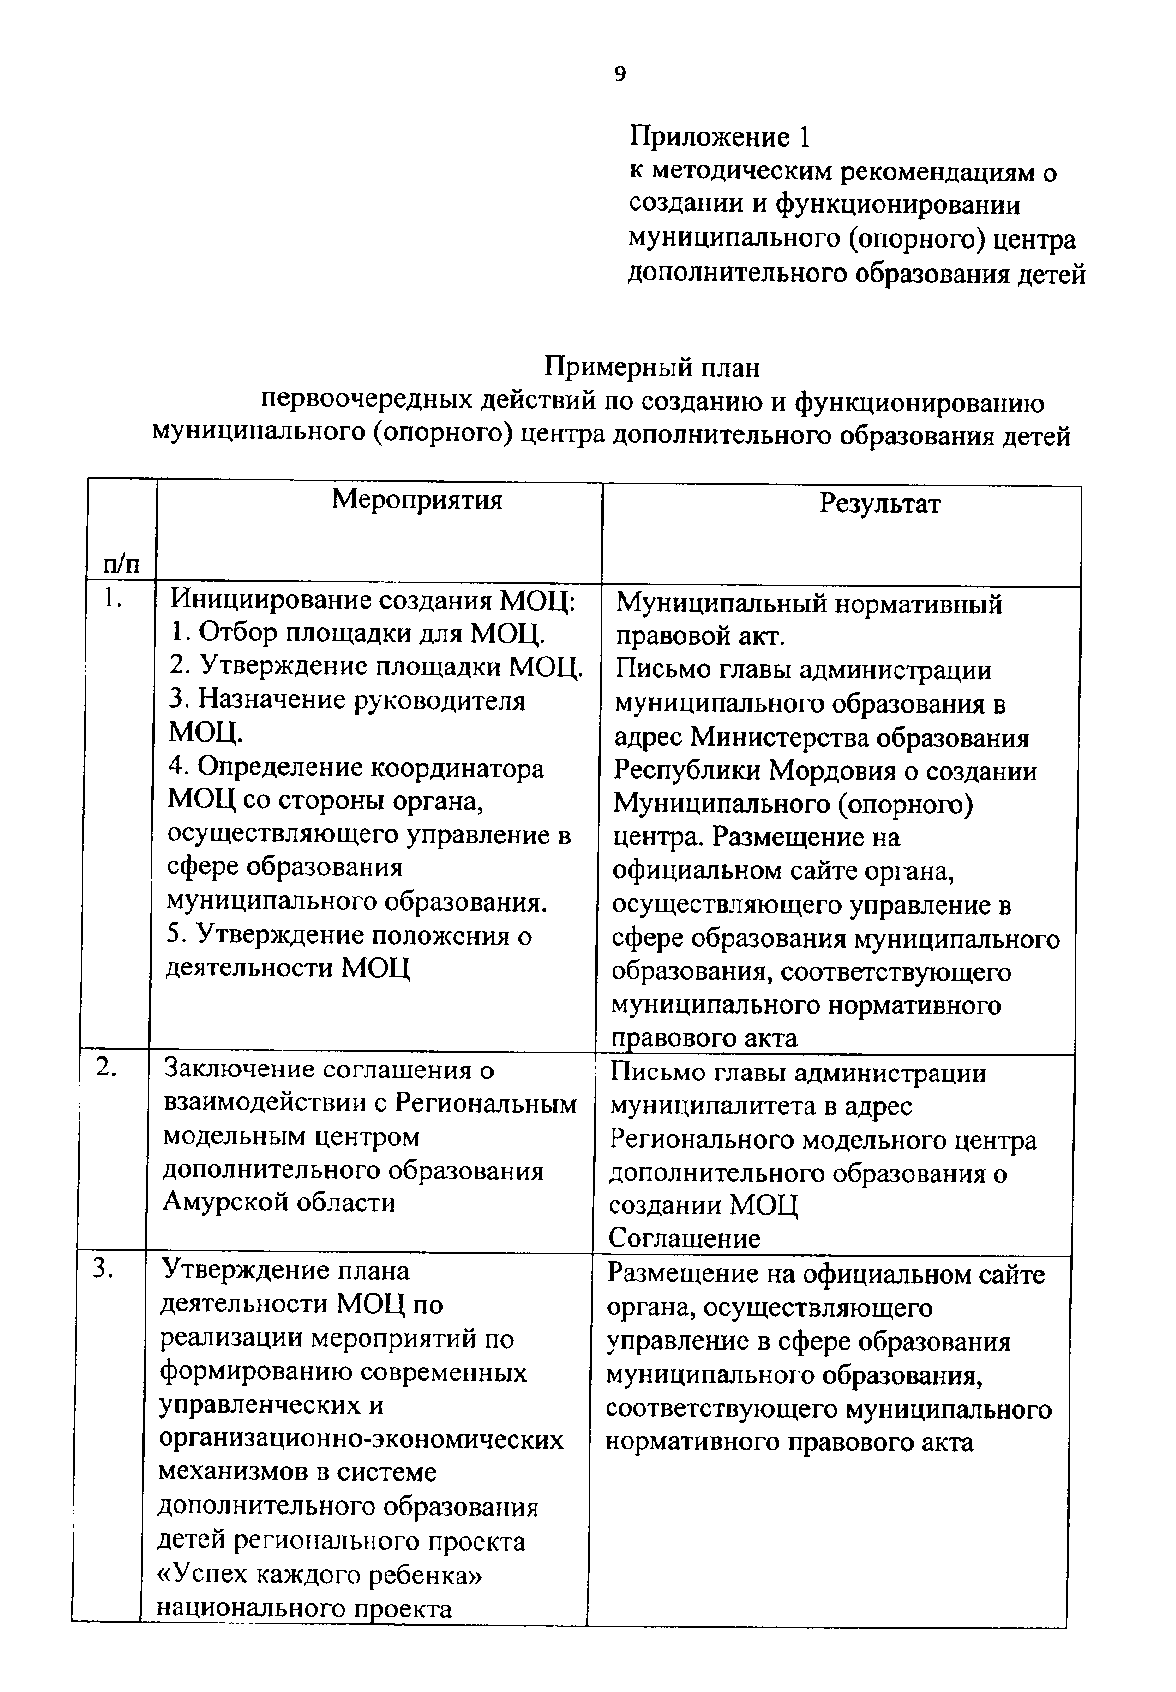 9
Приложение 1
к методическим рекомендациям о
создании и функционировании
муниципального (опорного) центра
дополнительного образования детей
Примерный план
первоочередных действий по созданию и функционированию
муниципального (опорного) центра дополнительного образования детей
п/п
Мероприятия
Результат
1.
Инициирование создания МОЦ:
1. Отбор площадки для МОЦ.
2. Утверждение площадки МОЦ.
3. Назначение руководителя
МОЦ.
4. Определение координатора
МОЦ со стороны органа,
осуществляющего управление в
сфере образования
муниципального образования.
5. Утверждение положения о
деятельности МОЦ
Муниципальный нормативный
правовой акт.
Письмо главы администрации
муниципального образования в
адрес Министерства образования
Республики Мордовия о создании
Муниципального (опорного)
центра. Размещение на
официальном сайте органа,
осуществляющего управление в
сфере образования муниципального
образования, соответствующего
муниципального нормативного
правового акта
2.
Заключение соглашения о
взаимодействии с Региональным
модельным центром
дополнительного образования
Амурской области
Письмо главы администрации
муниципалитета в адрес
Регионального модельного центра
дополнительного образования о
создании МОЦ
Соглашение
3.
Утверждение плана
деятельности МОЦ по
реализации мероприятий по
формированию современных
управленческих и
организационно-экономических
механизмов в системе
дополнительного образования
детей регионального проекта
«Успех каждого ребенка»
национального проекта
Размещение на официальном сайте
органа, осуществляющего
управление в сфере образования
муниципального образования,
соответствующего муниципального
нормативного правового акта